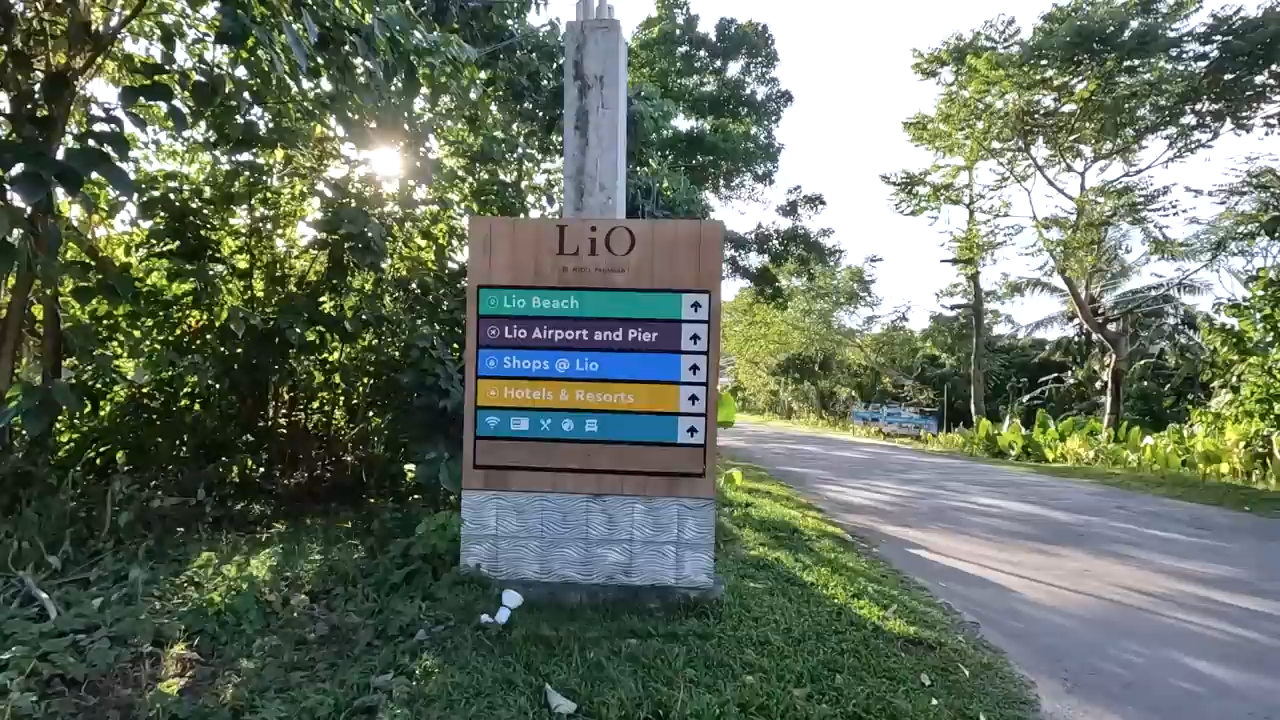 LiO
Lio Beach
Lio Airport and Pier
Shops @ Lio
Hotels & Resorts